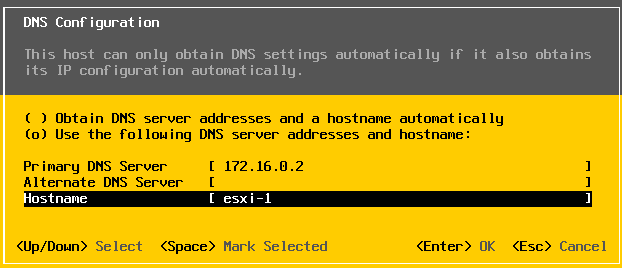 DNS Configuration
This host can only obtain DNS settings automatically if it also obtains
its IP configuration automatically.
( ) Obtain DNS server addresses and a hostname automatically
(o) Use the following DNS server addresses and hostname:
Primary DNS Server [ 172.16.0.2 ]
Alternate DNS Server [ ]
Hostname [ esxi-1 ]
<Up/Down> Select <Space> Mark Selected <Enter> OK <Esc> Cancel